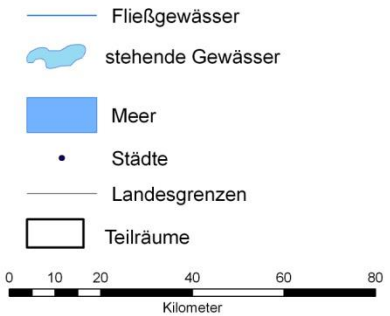 Fließgewässer
stehende Gewässer
Meer
Städte
Landesgrenzen
Teilräume
0 10 20 40 60 80
Kilometer